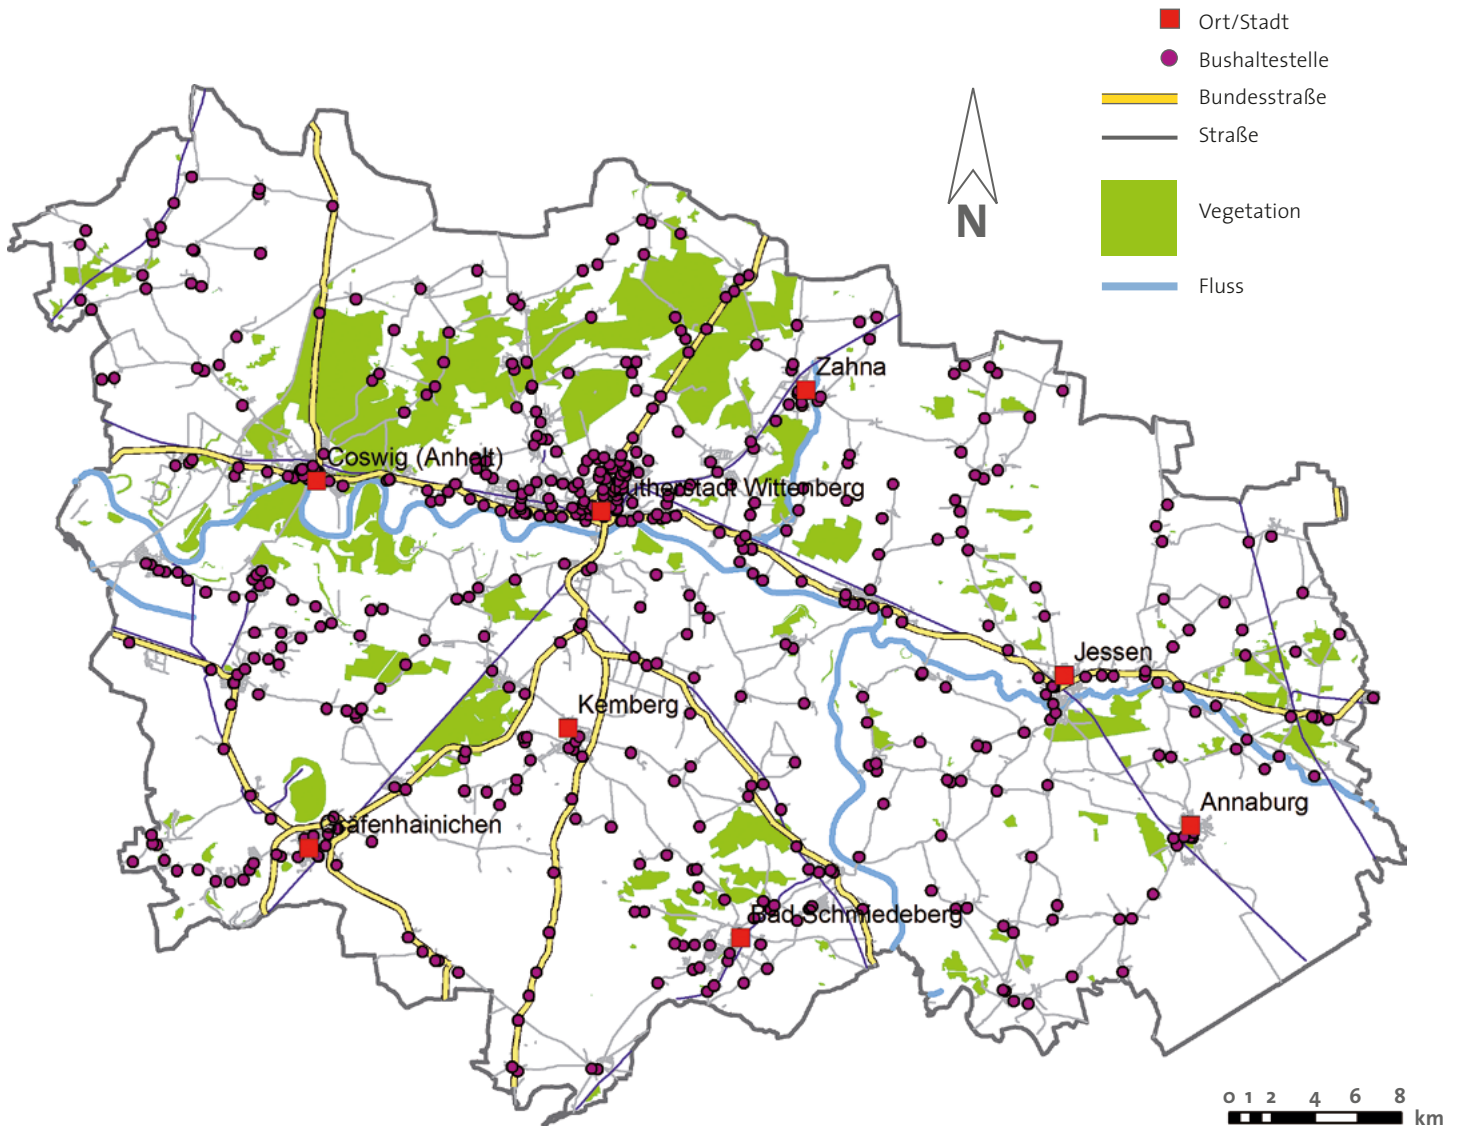 Ort/Stadt
Bushaltestelle
Bundesstraße
Straße
Vegetation
Fluss
N
Zahna
Coswig (Anhalt)
Lutherstadt Wittenberg
Jessen
Kemberg
Annaburg
Gräfenhainichen
Bad Schmiedeberg
0 1 2 4 6 8
km